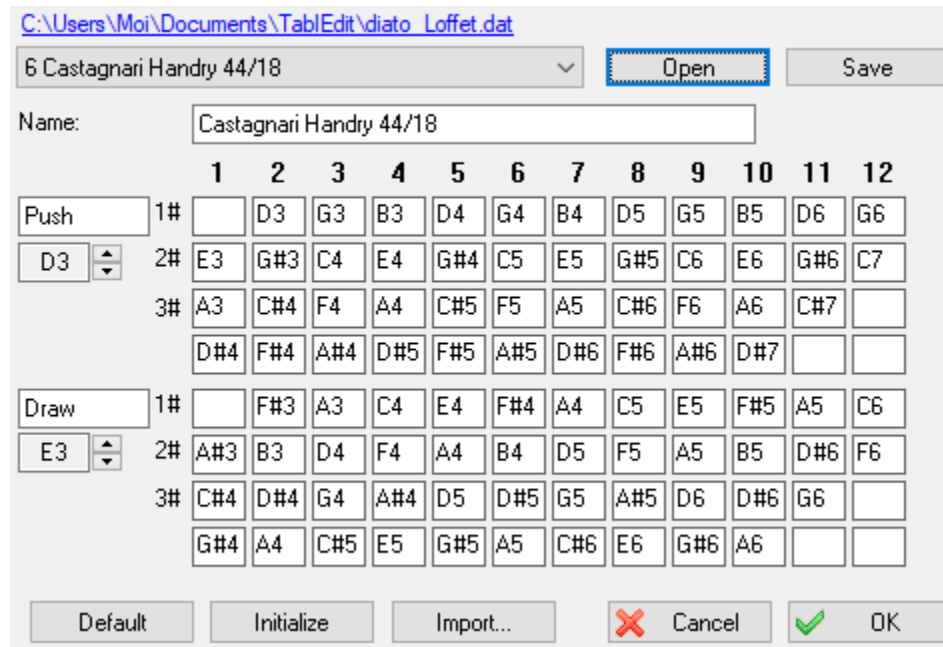 C:\Users\Moi\Documents\TablEdit\diato_Loffet.dat
6 Castagnari Handry 44/18 Open Save
Name: Castagnari Handry 44/18
1 2 3 4 5 6 7 8 9 10 11 12
Push 1# D3 G3 B3 D4 G4 B4 D5 G5 B5 D6 G6
D3 2# E3 G#3 C4 E4 G#4 C5 E5 G#5 C6 E6 G#6 C7
3# A3 C#4 F4 A4 C#5 F5 A5 C#6 F6 A6 C#7
D#4 F#4 A#4 D#5 F#5 A#5 D#6 F#6 A#6 D#7
Draw 1# F#3 A3 C4 E4 F#4 A4 C5 E5 F#5 A5 C6
E3 2# A#3 B3 D4 F4 A4 B4 D5 F5 A5 B5 D#6 F6
3# C#4 D#4 G4 A#4 D5 D#5 G5 A#5 D6 D#6 G6
G#4 A4 C#5 E5 G#5 A5 C#6 E6 G#6 A6
Default Initialize Import... Cancel OK